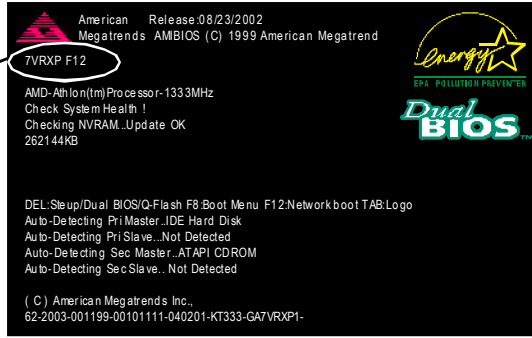 American Release:08/23/2002
Megatrends AMIBIOS (C) 1999 American Megatrend
7VRXP F12
energy
EPA POLLUTION PREVENTER
AMD-Athlon(tm)Processor-1333MHz
Check System Health !
Checking NVRAM...Update OK
262144KB
Dual
BIOS TM
DEL:Steup/Dual BIOS/Q-Flash F8:Boot Menu F12:Network boot TAB:Logo
Auto-Detecting Pri Master..IDE Hard Disk
Auto-Detecting Pri Slave...Not Detected
Auto-Detecting Sec Master..ATAPI CDROM
Auto-Detecting Sec Slave.. Not Detected
( C ) American Megatrends Inc.,
62-2003-001199-00101111-040201-KT333-GA7VRXP1-